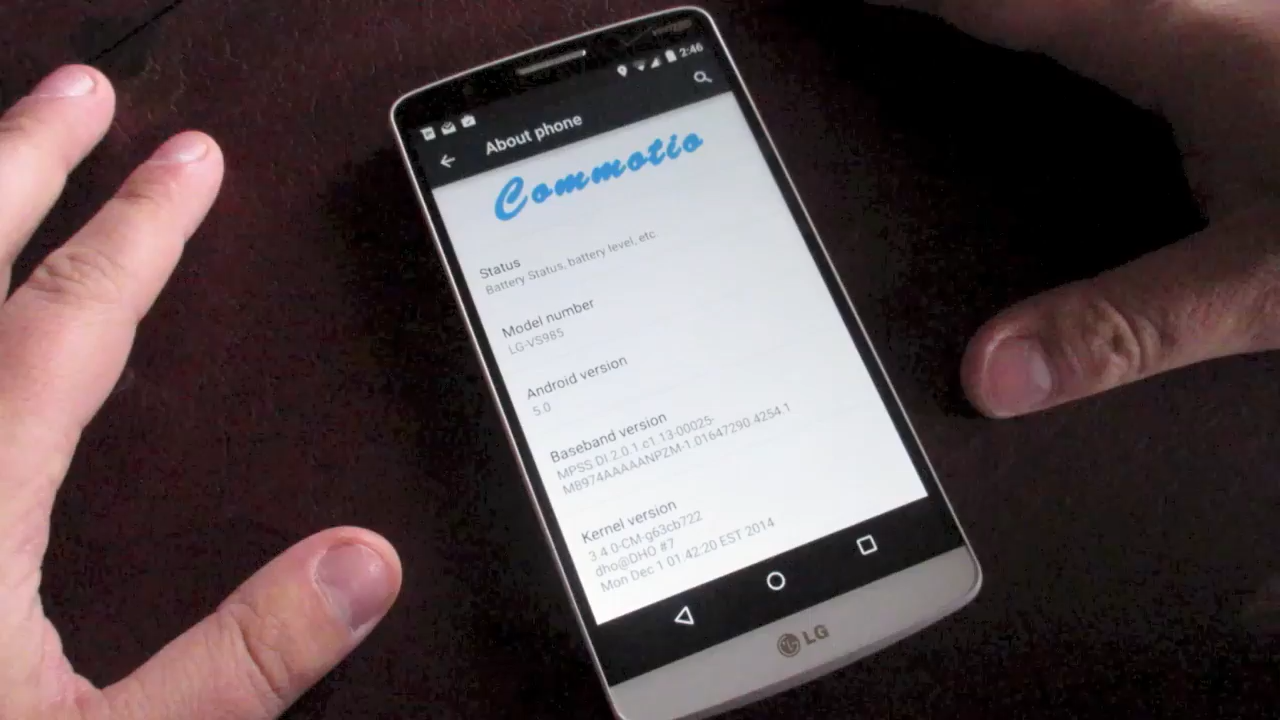 2:46
About phone
Commotio
Status
Battery Status, battery level, etc
Model number
LG-VS985
Android version
5.0
Baseband version
MPSS.DI.2.0.1.c1.13-00025-
M8974AAAAANPZM-1.01647290.4254.1
Kernel version
3.4.0-CM-g63cb722
dho@DHO #7
Mon Dec 1 01:42:20 EST 2014
LG